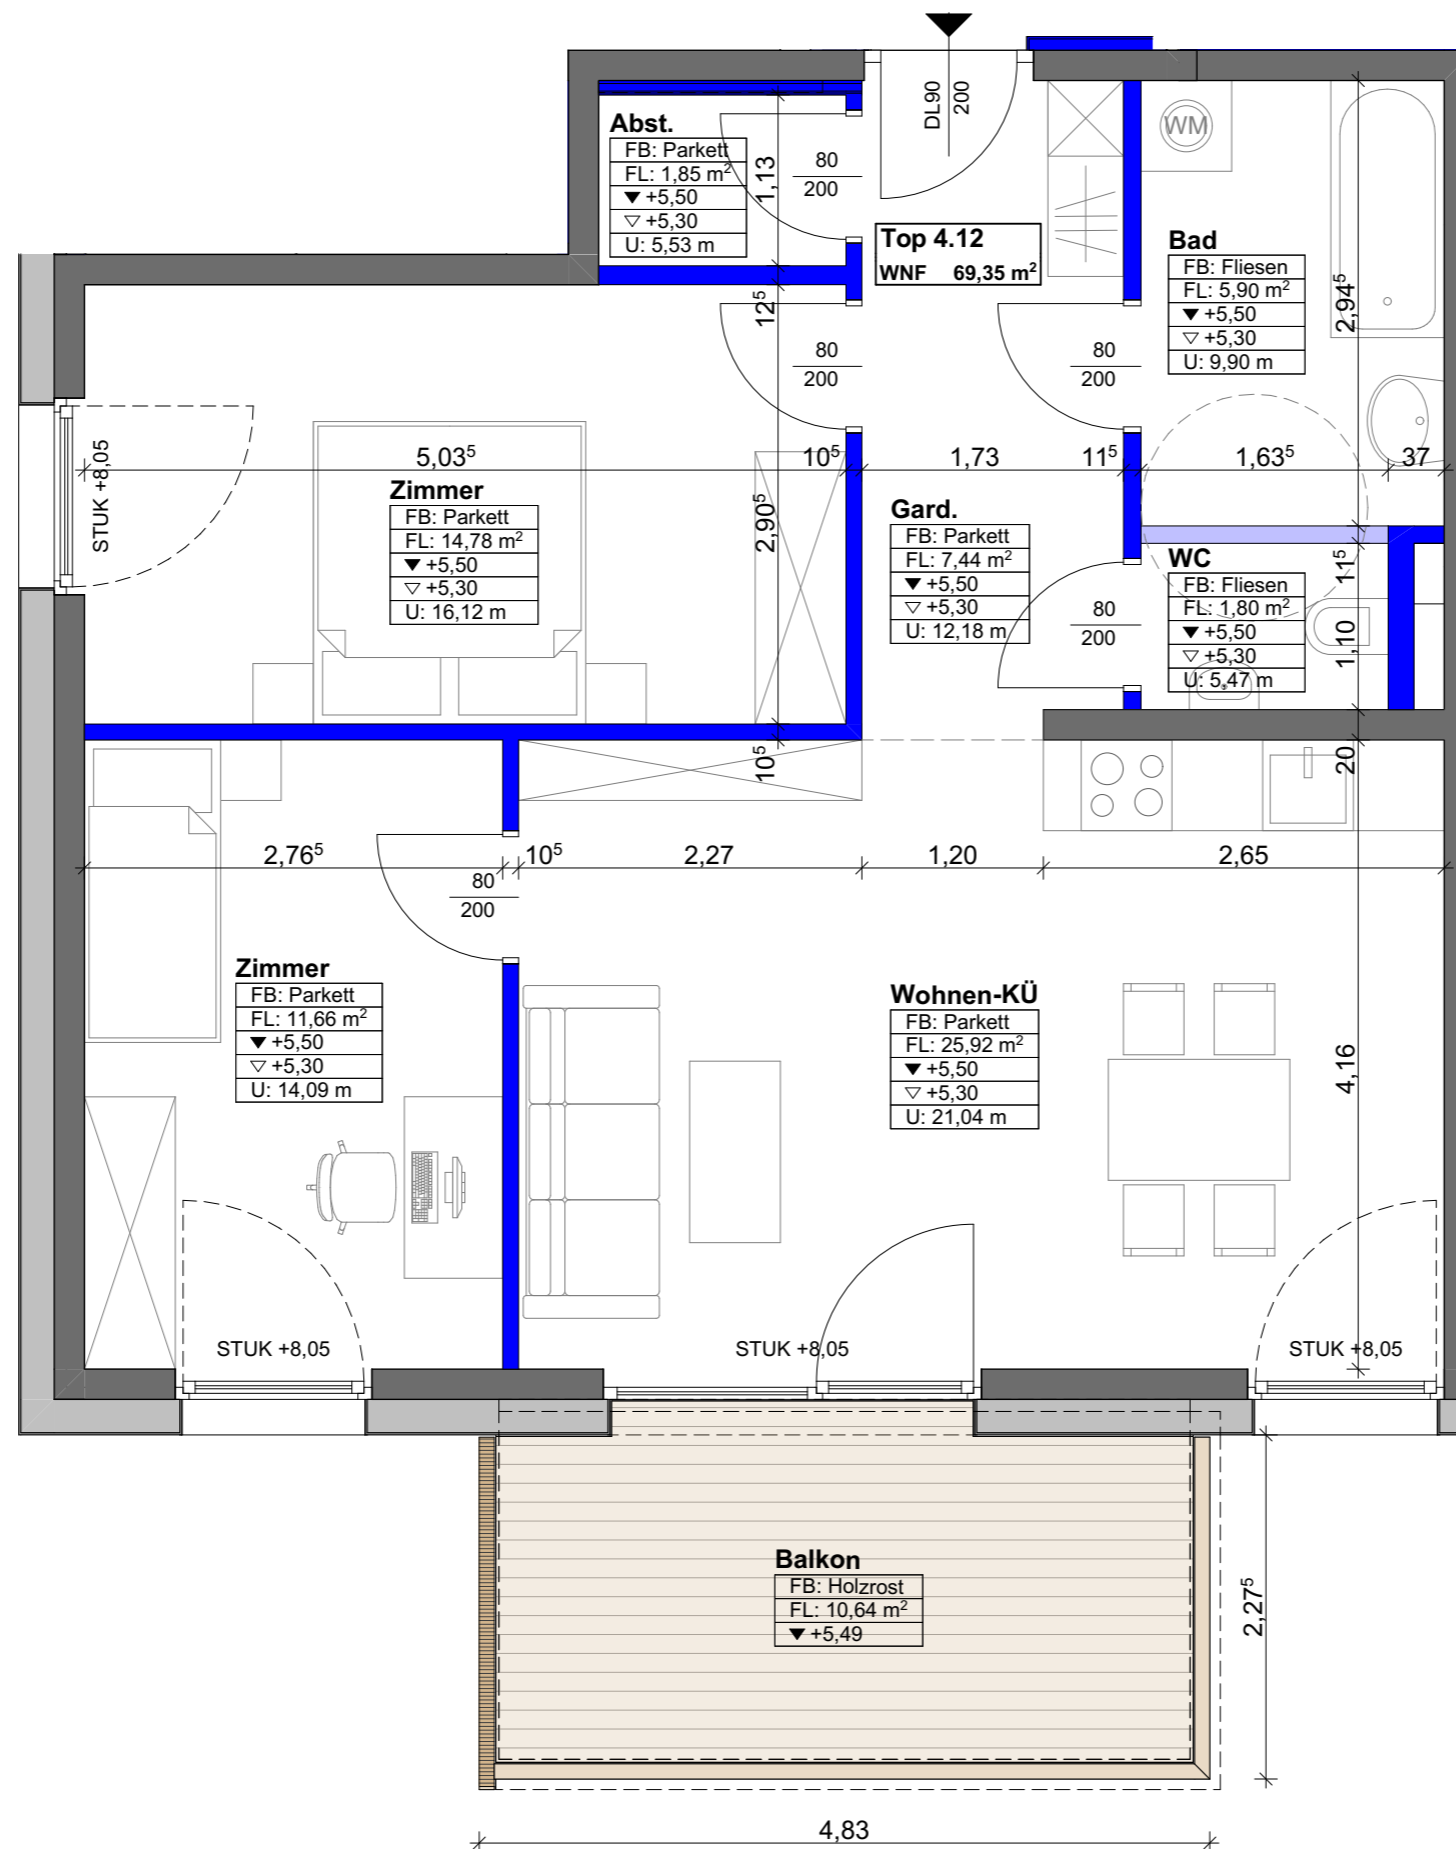 DL90
200
Abst.
FB: Parkett
FL: 1,85 m²
▼ +5,50
▽ +5,30
U: 5,53 m
1,13
80
200
WM
Top 4.12
WNF 69,35 m²
Bad
FB: Fliesen
FL: 5,90 m²
▼ +5,50
▽ +5,30
U: 9,90 m
2,94⁵
12⁵
80
200
80
200
STUK +8,05
5,03⁵
10⁵
1,73
11⁵
1,63⁵
37
Zimmer
FB: Parkett
FL: 14,78 m²
▼ +5,50
▽ +5,30
U: 16,12 m
2,90⁵
Gard.
FB: Parkett
FL: 7,44 m²
▼ +5,50
▽ +5,30
U: 12,18 m
80
200
WC
FB: Fliesen
FL: 1,80 m²
▼ +5,50
▽ +5,30
U: 5,47 m
11⁵
1,10
10⁵
20
2,76⁵
10⁵
2,27
1,20
2,65
80
200
Zimmer
FB: Parkett
FL: 11,66 m²
▼ +5,50
▽ +5,30
U: 14,09 m
Wohnen-KÜ
FB: Parkett
FL: 25,92 m²
▼ +5,50
▽ +5,30
U: 21,04 m
4,16
STUK +8,05
STUK +8,05
STUK +8,05
Balkon
FB: Holzrost
FL: 10,64 m²
▼ +5,49
2,27⁵
4,83